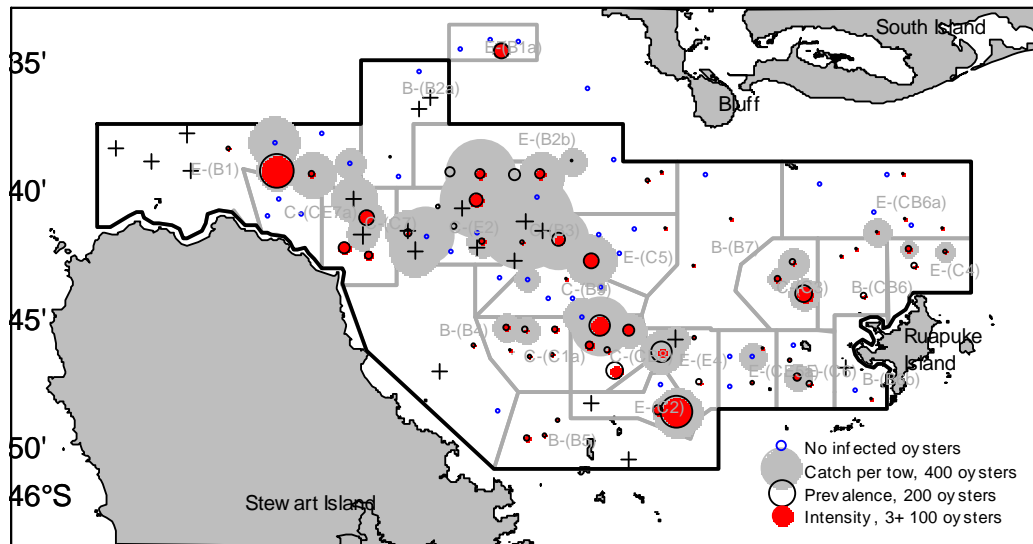 South Island
35'
E-(B1a)
B-(B2a)
Bluff
E-(B2b)
E-(B1)
40'
C-(CE7a)
E-(CB6a)
(E2)
(B3)
B-(B7)
E-(C5)
E-(C4)
B-(CB6)
45'
B-(B4)
Ruapuke
Island
C-(C1a)
E-(E4)
E-(C2)
B-(B5)
50'
46°S
Stewart Island
No infected oysters
Catch per tow, 400 oysters
Prevalence, 200 oysters
Intensity, 3+ 100 oysters